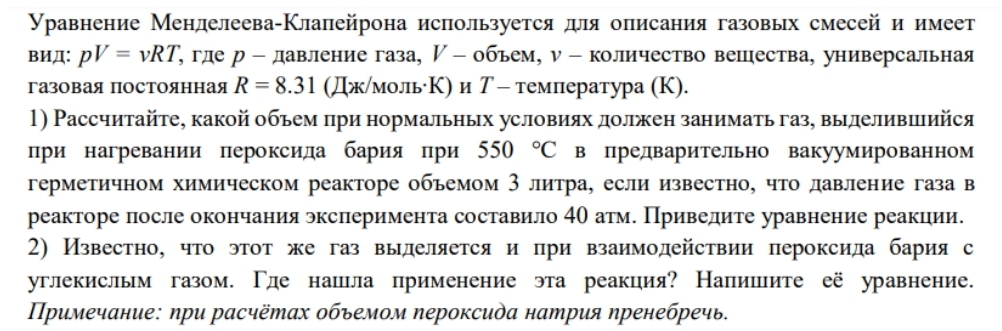 Уравнение Менделеева-Клапейрона используется для описания газовых смесей и имеет
вид: pV = νRT, где p – давление газа, V – объем, ν – количество вещества, универсальная
газовая постоянная R = 8.31 (Дж/моль·К) и T – температура (К).
1) Рассчитайте, какой объем при нормальных условиях должен занимать газ, выделившийся
при нагревании пероксида бария при 550 °C в предварительно вакуумированном
герметичном химическом реакторе объемом 3 литра, если известно, что давление газа в
реакторе после окончания эксперимента составило 40 атм. Приведите уравнение реакции.
2) Известно, что этот же газ выделяется и при взаимодействии пероксида бария с
углекислым газом. Где нашла применение эта реакция? Напишите её уравнение.
Примечание: при расчётах объемом пероксида натрия пренебречь.